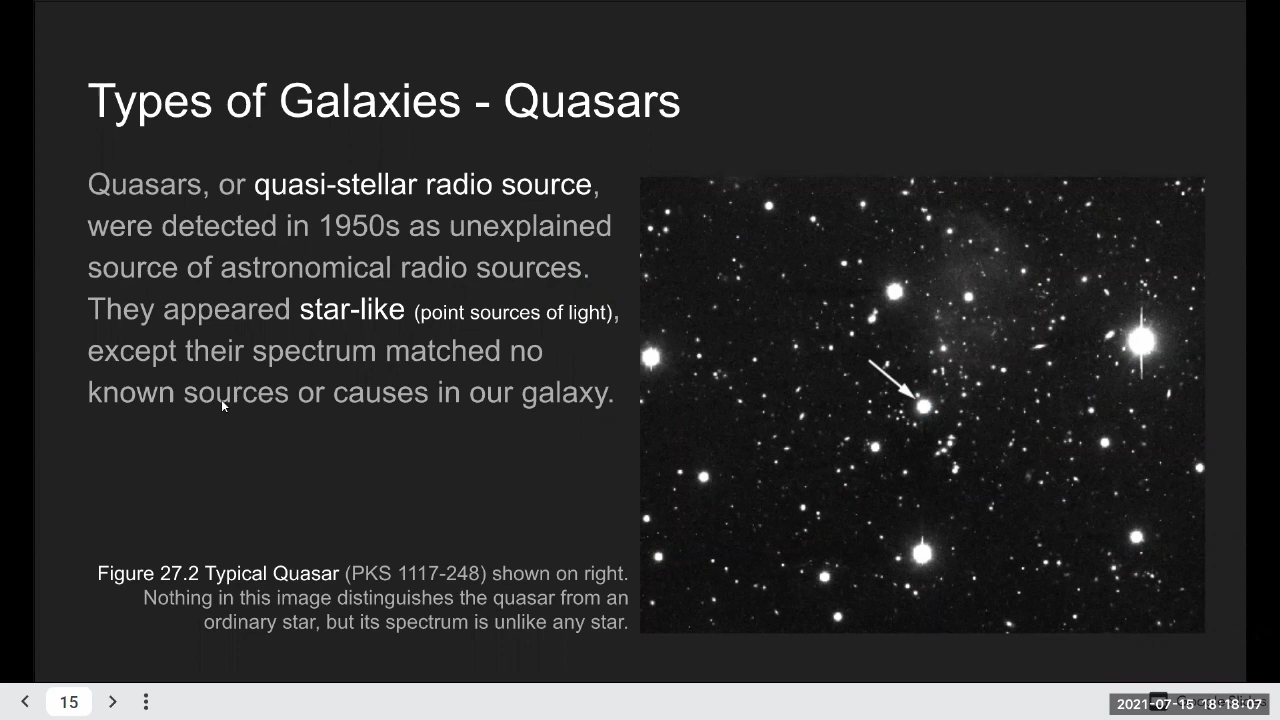 Types of Galaxies - Quasars
Quasars, or quasi-stellar radio source,
were detected in 1950s as unexplained
source of astronomical radio sources.
They appeared star-like (point sources of light),
except their spectrum matched no
known sources or causes in our galaxy.
Figure 27.2 Typical Quasar (PKS 1117-248) shown on right.
Nothing in this image distinguishes the quasar from an
ordinary star, but its spectrum is unlike any star.
15
2021-07-15 18:18:07